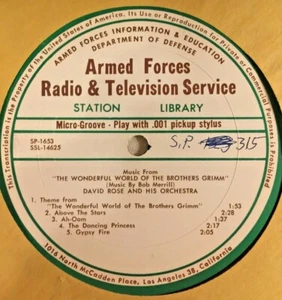 This Transcription is the Property of the United States of America. Its Use or Reproduction for Private or Commercial Purposes is Expressly Prohibited
ARMED FORCES INFORMATION & EDUCATION
DEPARTMENT OF DEFENSE
Armed Forces
Radio & Television Service
STATION LIBRARY
Micro-Groove - Play with .001 pickup stylus
SP-1653
SSL-14625
S.P. 315
Music From
"THE WONDERFUL WORLD OF THE BROTHERS GRIMM"
(Music By Bob Merrill)
DAVID ROSE AND HIS ORCHESTRA
1. Theme from
"The Wonderful World of The Brothers Grimm" 1:53
2. Above The Stars 2:28
3. Ah-Oom 1:37
4. The Dancing Princess 2:17
5. Gypsy Fire 2:05
1016 North McCadden Place, Los Angeles 38, California